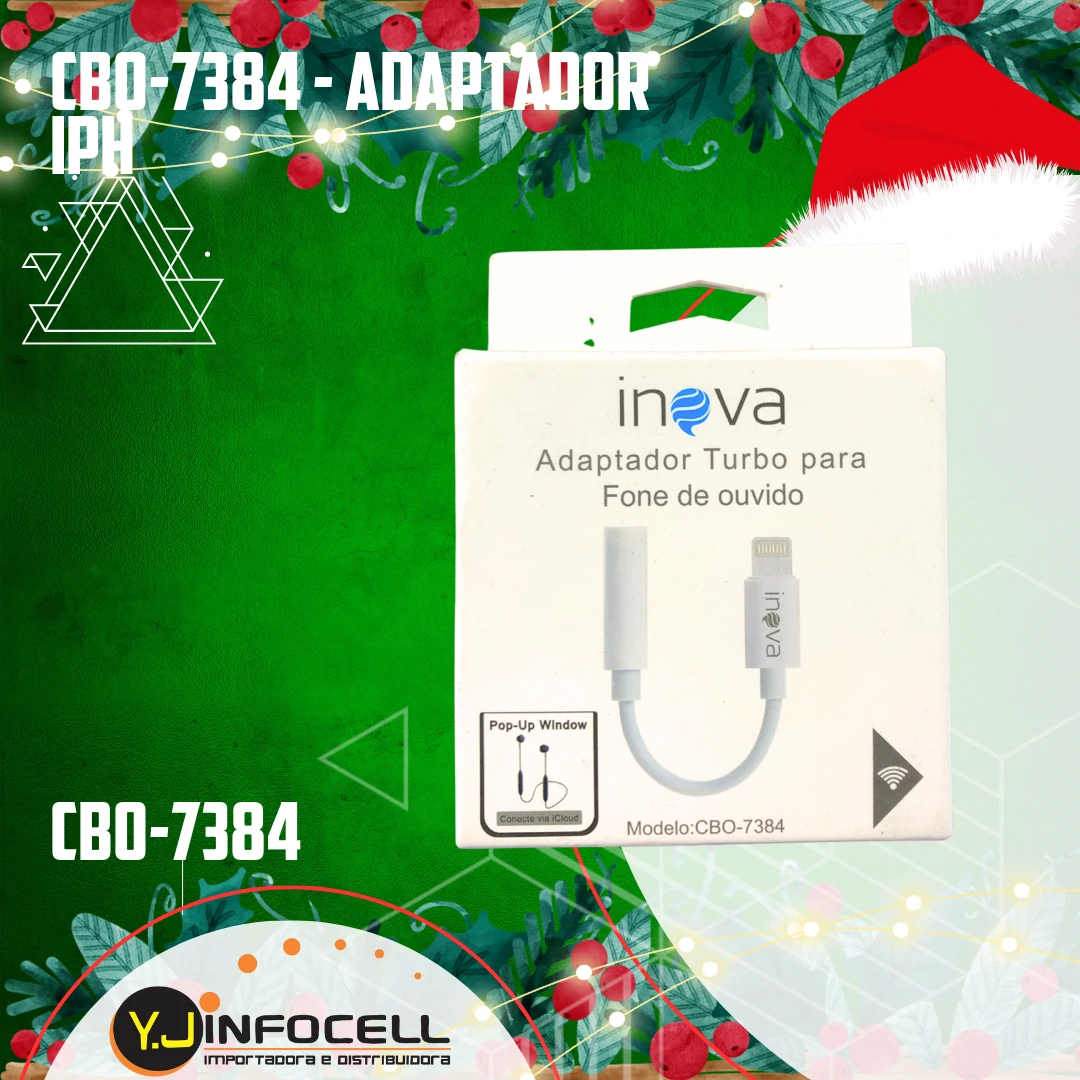 CBO-7384 - ADAPTADOR
IPH
inova
Adaptador Turbo para
Fone de ouvido
inova
Pop-Up Window
Conecte via iCloud
Modelo:CBO-7384
CBO-7384
Y.J INFOCELL
IMPORTADORA E DISTRIBUIDORA